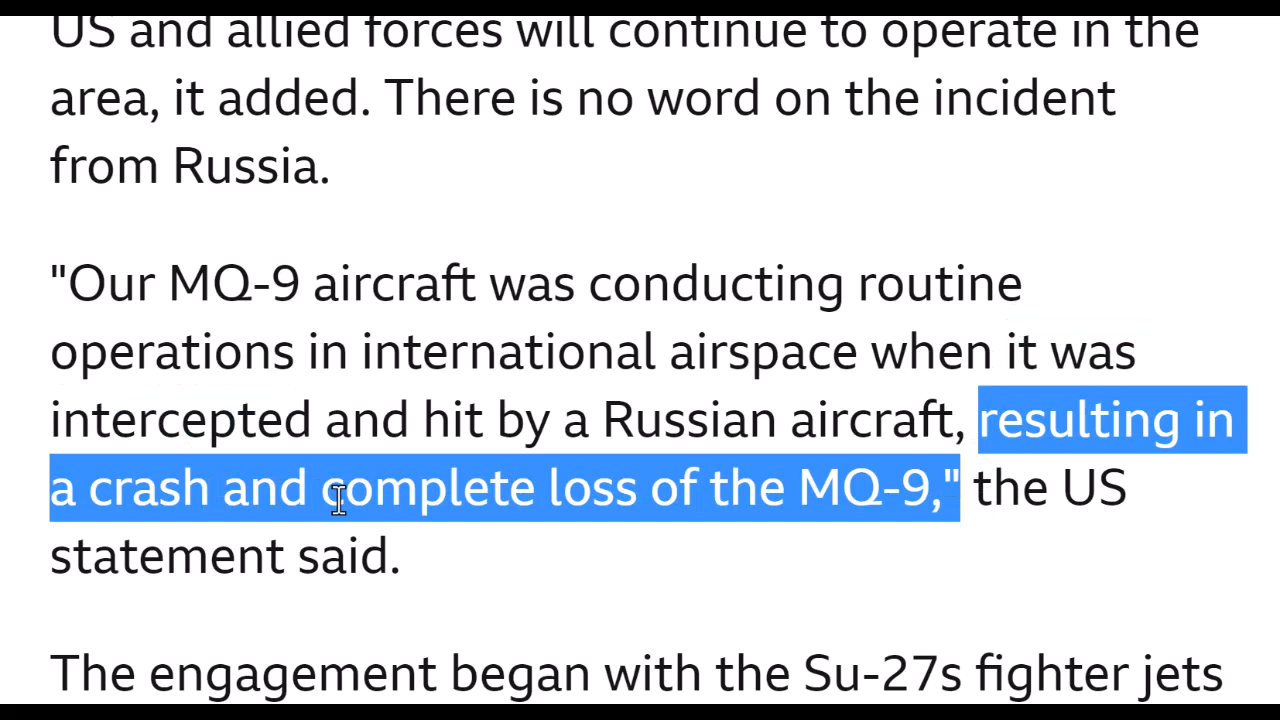 US and allied forces will continue to operate in the
area, it added. There is no word on the incident
from Russia.
"Our MQ-9 aircraft was conducting routine
operations in international airspace when it was
intercepted and hit by a Russian aircraft, resulting in
a crash and complete loss of the MQ-9," the US
statement said.
The engagement began with the Su-27s fighter jets